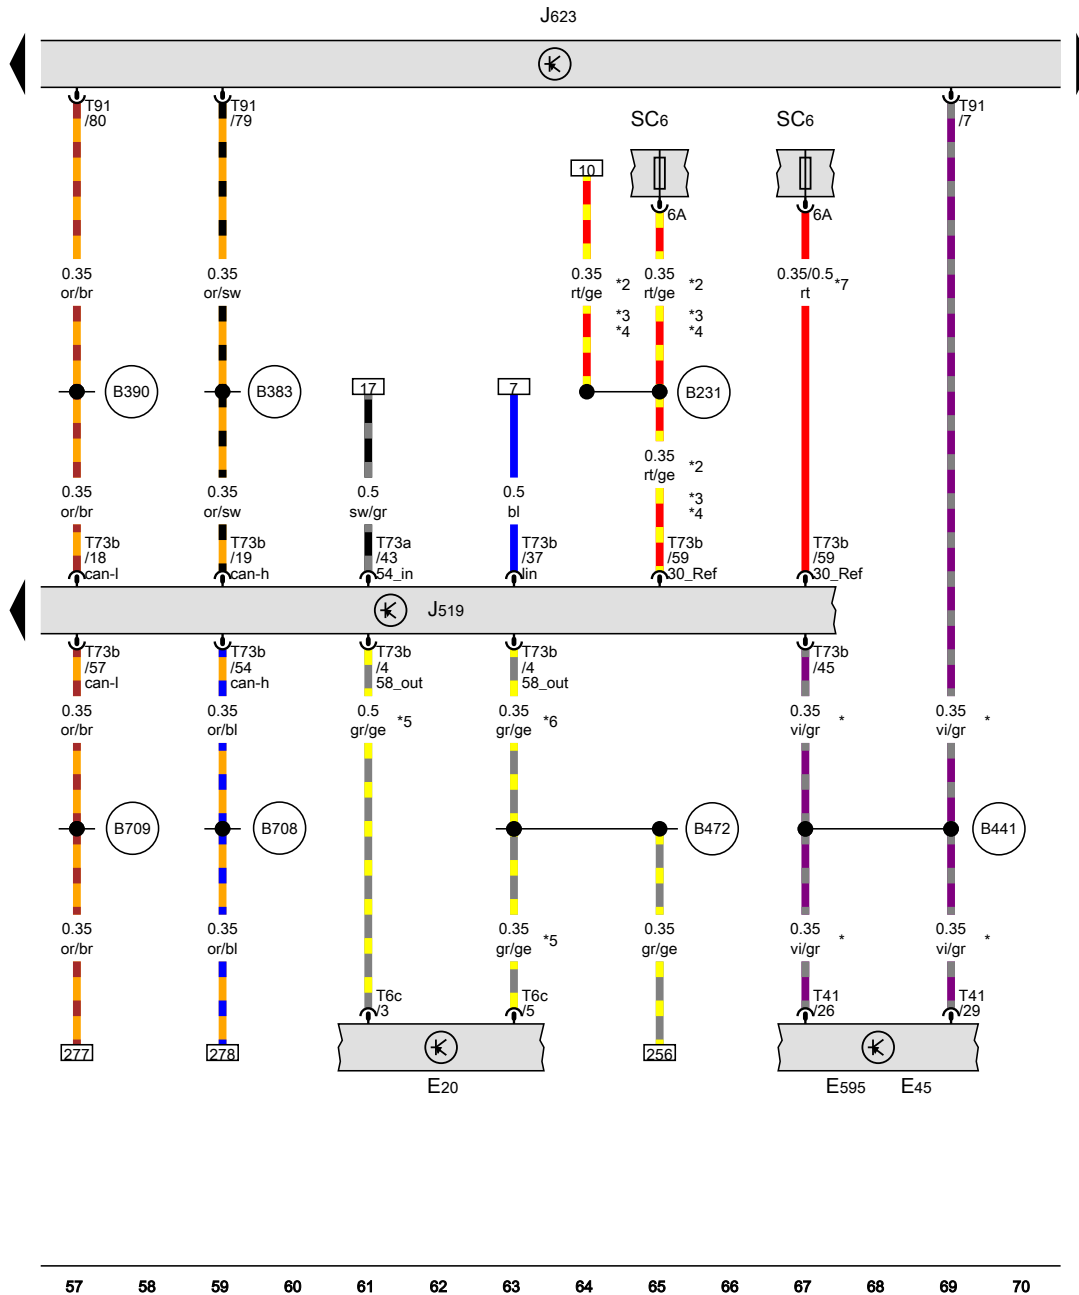 J623
T91
/80
T91
/79
T91
/7
SC6
SC6
10
6A
6A
0.35
or/br
0.35
or/sw
0.35
rt/ge
*2
*3
*4
0.35
rt/ge
*2
*3
*4
0.35/0.5
rt
*7
0.35
vi/gr
B390
B383
17
7
B231
0.35
rt/ge
*2
*3
*4
0.35
or/br
0.35
or/sw
0.5
sw/gr
0.5
bl
T73b
/18
can-l
T73b
/19
can-h
T73a
/43
54_in
T73b
/37
lin
T73b
/59
30_Ref
T73b
/59
30_Ref
J519
T73b
/57
can-l
T73b
/54
can-h
T73b
/4
58_out
T73b
/4
58_out
T73b
/45
0.35
or/br
0.35
or/bl
0.5
gr/ge
*5
0.35
gr/ge
*6
0.35
vi/gr
*
0.35
vi/gr
*
B709
B708
B472
B441
0.35
or/br
0.35
or/bl
0.35
gr/ge
*5
0.35
gr/ge
0.35
vi/gr
*
0.35
vi/gr
*
T6c
/3
T6c
/5
T41
/26
T41
/29
277
278
256
E20
E595
E45
57 58 59 60 61 62 63 64 65 66 67 68 69 70